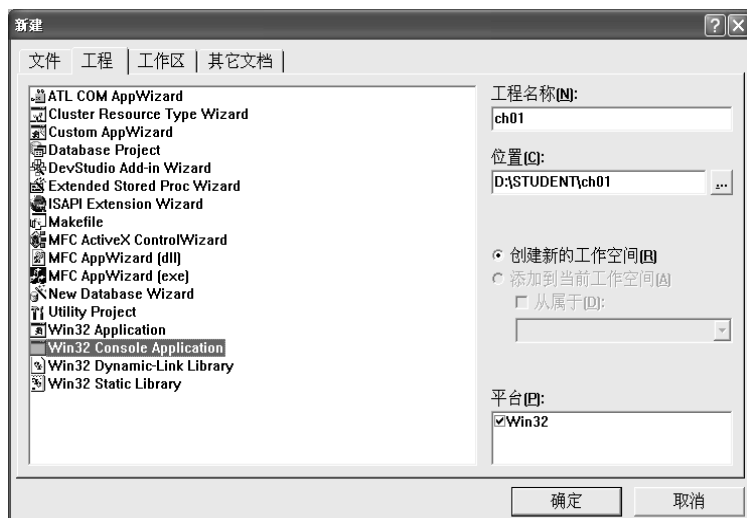 新建
文件 工程 工作区 其它文档
ATL COM AppWizard
Cluster Resource Type Wizard
Custom AppWizard
Database Project
DevStudio Add-in Wizard
Extended Stored Proc Wizard
ISAPI Extension Wizard
Makefile
MFC ActiveX ControlWizard
MFC AppWizard (dll)
MFC AppWizard (exe)
New Database Wizard
Utility Project
Win32 Application
Win32 Console Application
Win32 Dynamic-Link Library
Win32 Static Library
工程名称(N):
ch01
位置(C):
D:\STUDENT\ch01
...
创建新的工作空间(R)
添加到当前工作空间(A)
从属于(D):
平台(P):
Win32
确定 取消